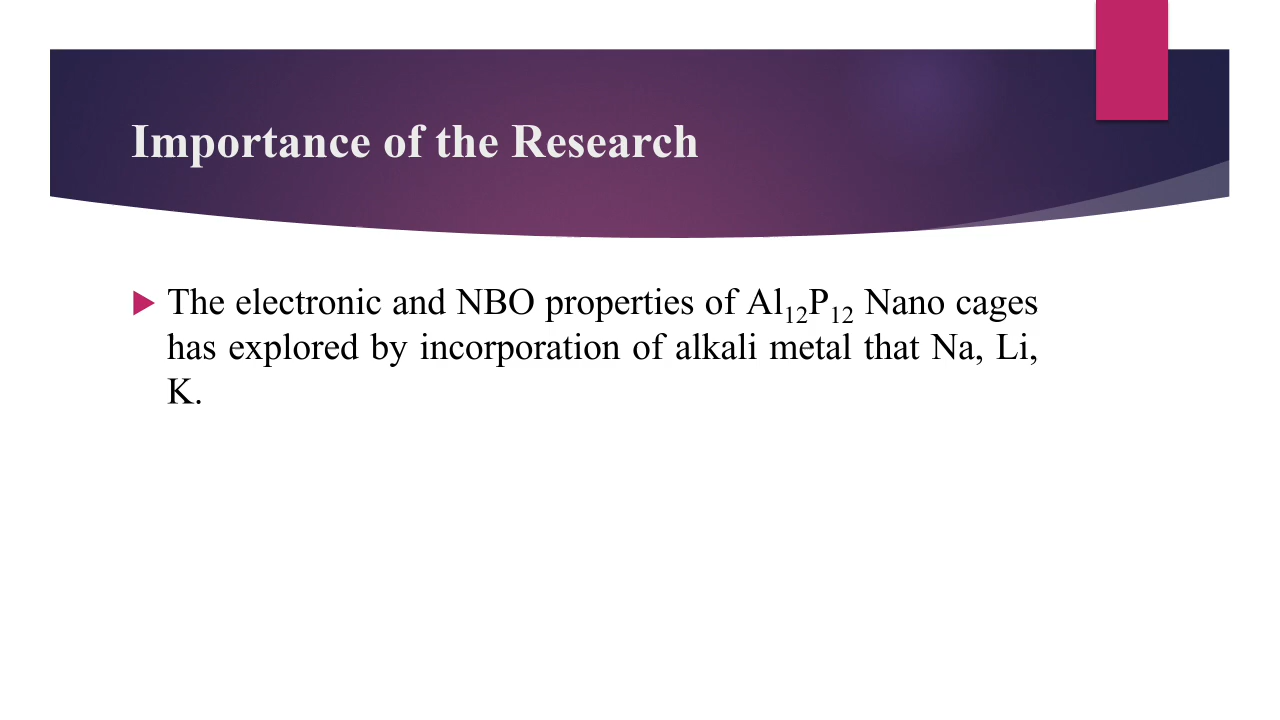 Importance of the Research
The electronic and NBO properties of Al₁₂P₁₂ Nano cages
has explored by incorporation of alkali metal that Na, Li,
K.